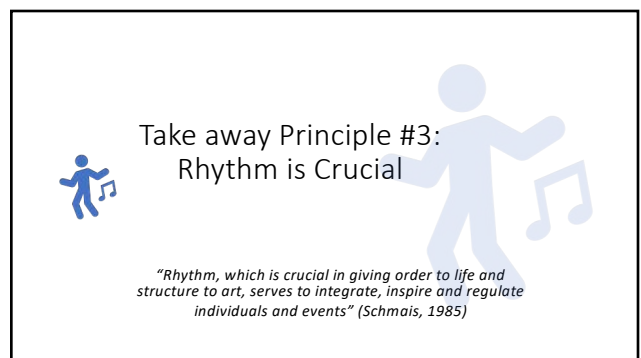 Take away Principle #3:
Rhythm is Crucial
“Rhythm, which is crucial in giving order to life and
structure to art, serves to integrate, inspire and regulate
individuals and events” (Schmais, 1985)